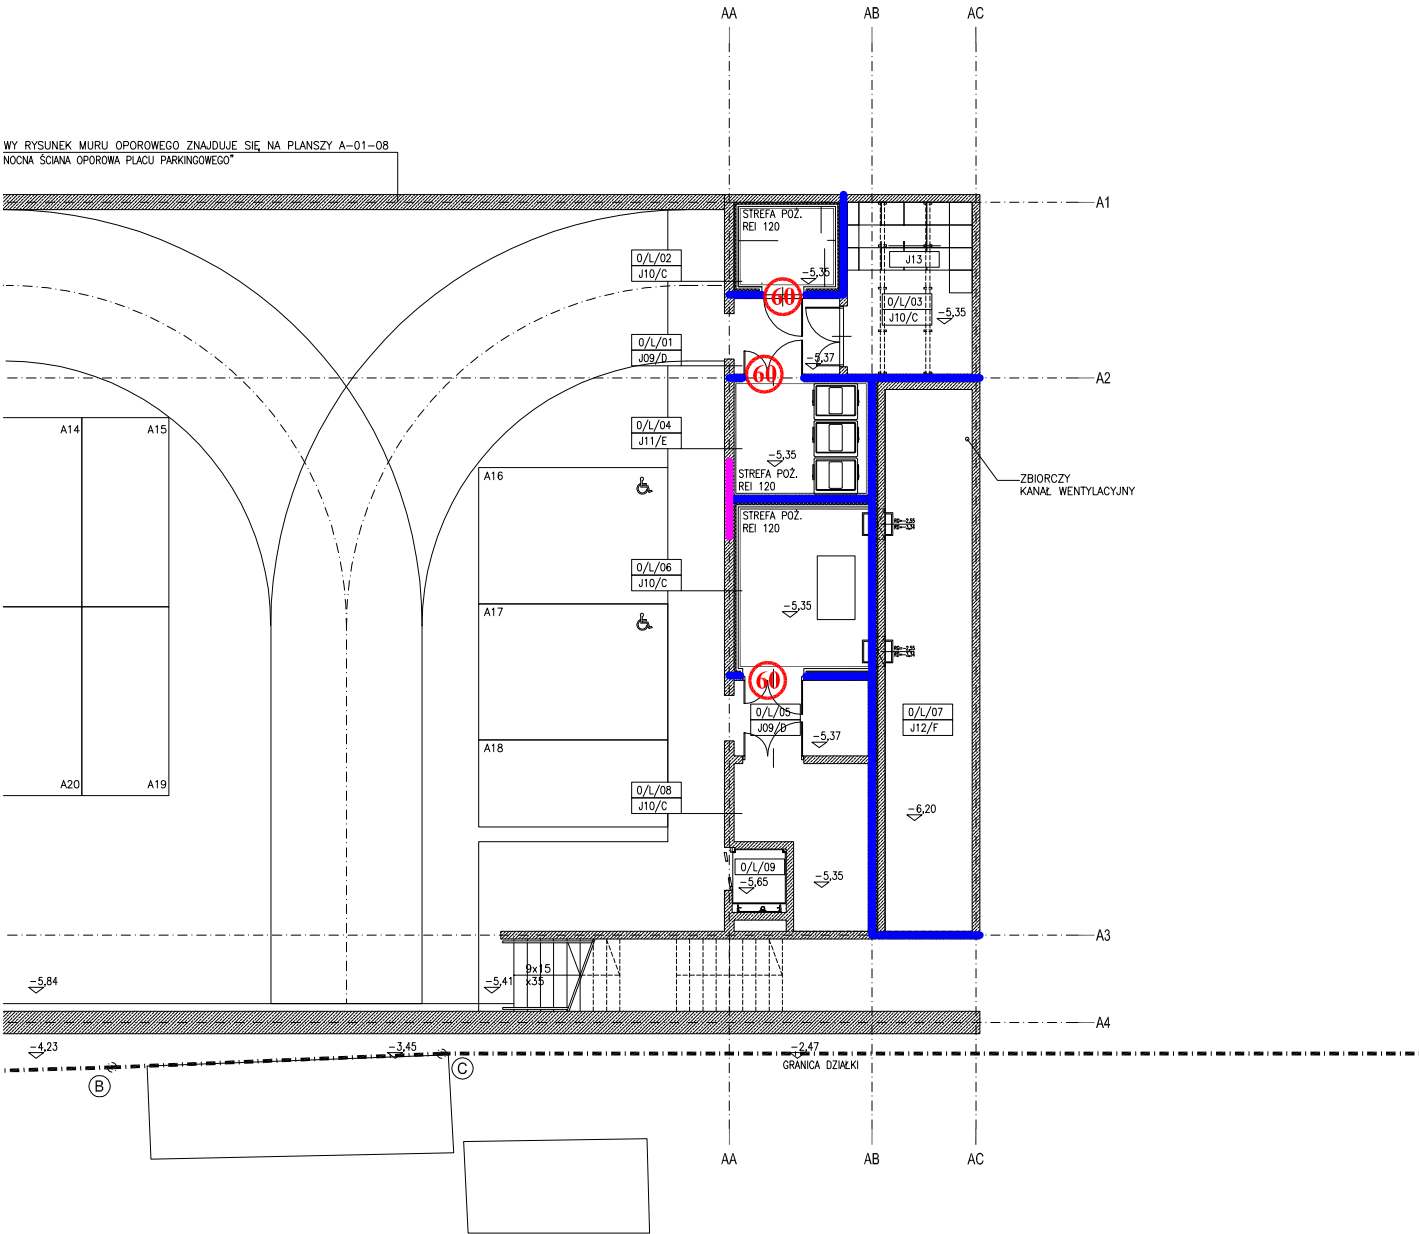 AA
AB
AC
WY RYSUNEK MURU OPOROWEGO ZNAJDUJE SIĘ NA PLANSZY A-01-08
NOCNA ŚCIANA OPOROWA PLACU PARKINGOWEGO"
A1
STREFA POŻ.
REI 120
0/L/02
J10/C
-5,35
J13
60
0/L/03
J10/C
-5,35
0/L/01
J09/D
-5,37
60
A2
A14
A15
0/L/04
J11/E
-5,35
STREFA POŻ.
REI 120
A16
ZBIORCZY
KANAŁ WENTYLACYJNY
STREFA POŻ.
REI 120
0/L/06
J10/C
-5,35
A17
60
0/L/05
J09/D
-5,37
0/L/07
J12/F
A18
A20
A19
0/L/08
J10/C
-6,20
0/L/09
-5,65
-5,35
A3
9x15
x35
-5,84
-5,41
A4
-4,23
-3,45
-2,47
GRANICA DZIAŁKI
B
C
AA
AB
AC